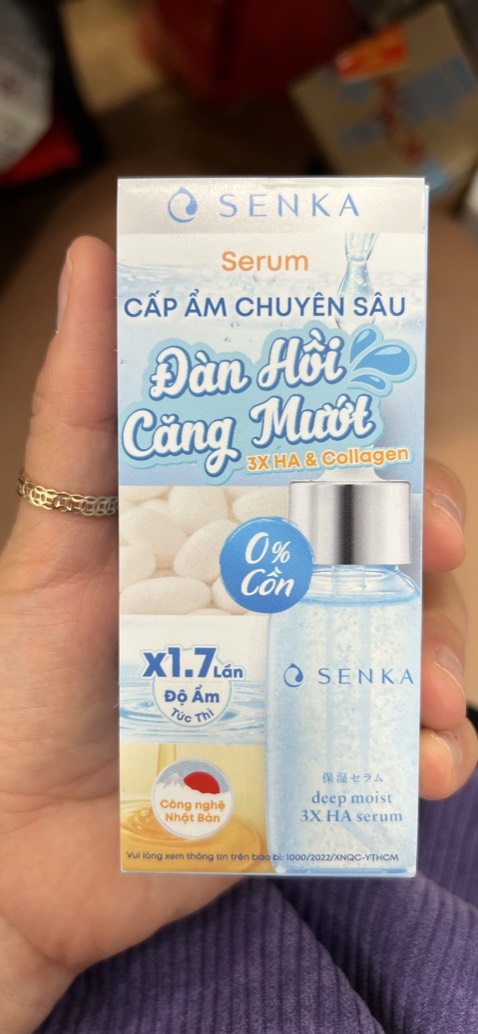 SENKA
Serum
CẤP ẨM CHUYÊN SÂU
Đàn Hồi
Căng Mướt
3X HA & Collagen
0%
Cồn
x1.7 Lần
Độ Ẩm
Tức Thì
SENKA
保湿セラム
deep moist
3X HA serum
Công nghệ
Nhật Bản
Vui lòng xem thông tin trên bao bì: 1000/2022/XNQC-YTHCM